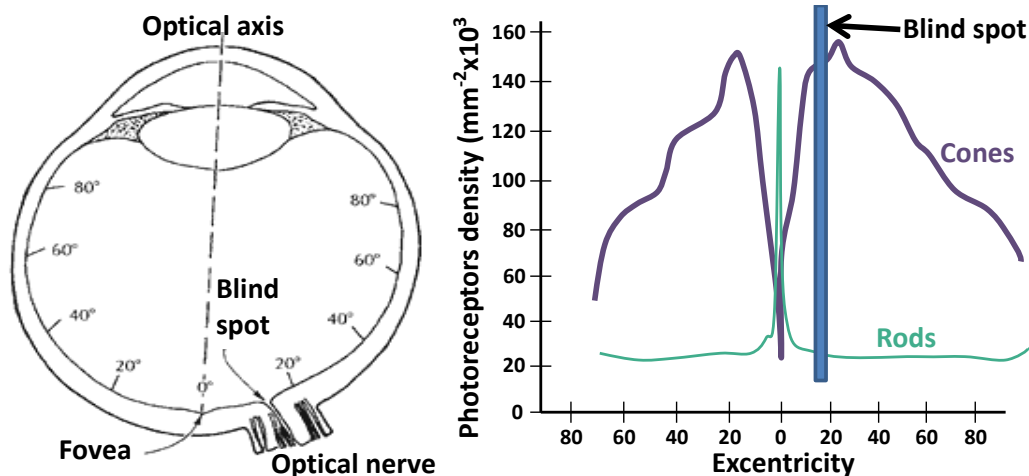 Optical axis
80°
80°
60°
60°
Blind
spot
40°
40°
20°
20°
0°
Fovea
Optical nerve
Photoreceptors density (mm-2x103)
160
140
120
100
80
60
40
20
0
Blind spot
Cones
Rods
80 60 40 20 0 20 40 60 80
Excentricity